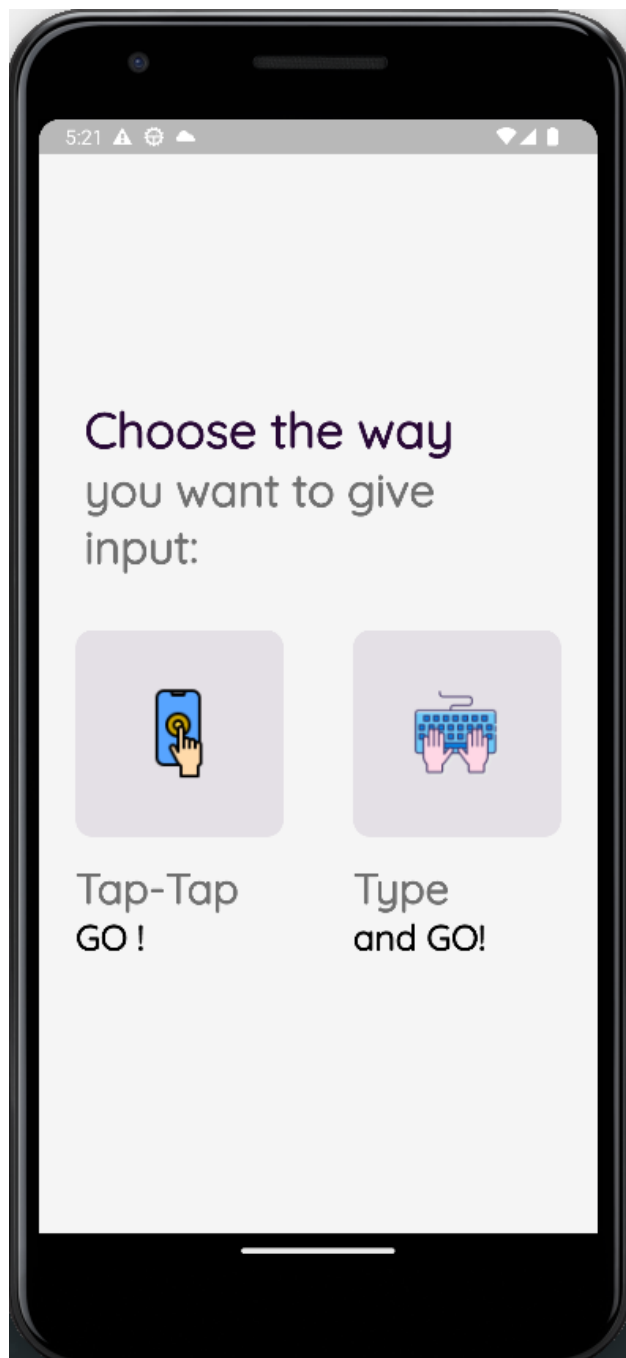 5:21
Choose the way
you want to give
input:
Tap-Tap
GO !
Type
and GO!